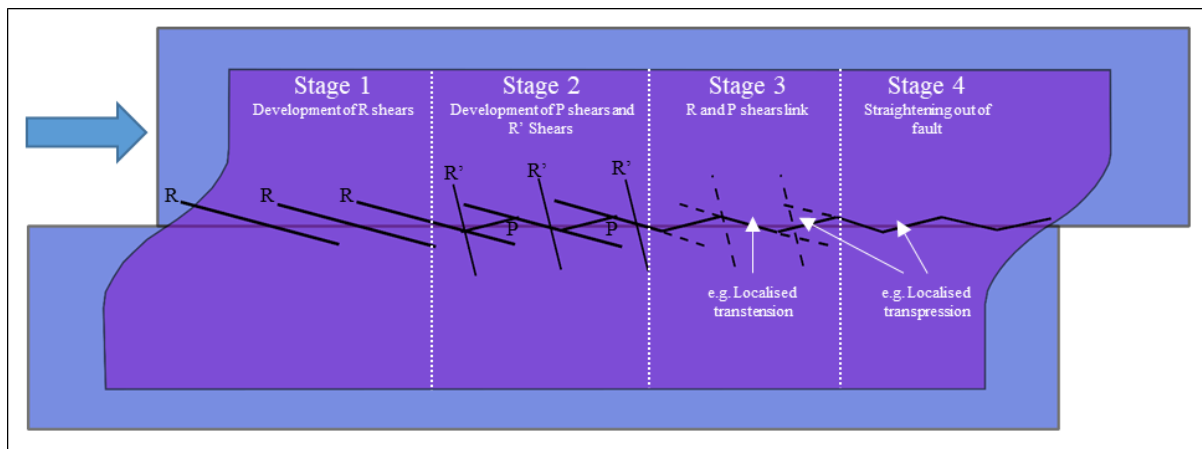 Stage 1
Development of R shears
Stage 2
Development of P shears and
R’ Shears
Stage 3
R and P shears link
Stage 4
Straightening out of
fault
R
R
R
R’
R’
R’
P
P
e.g. Localised
transtension
e.g. Localised
transpression